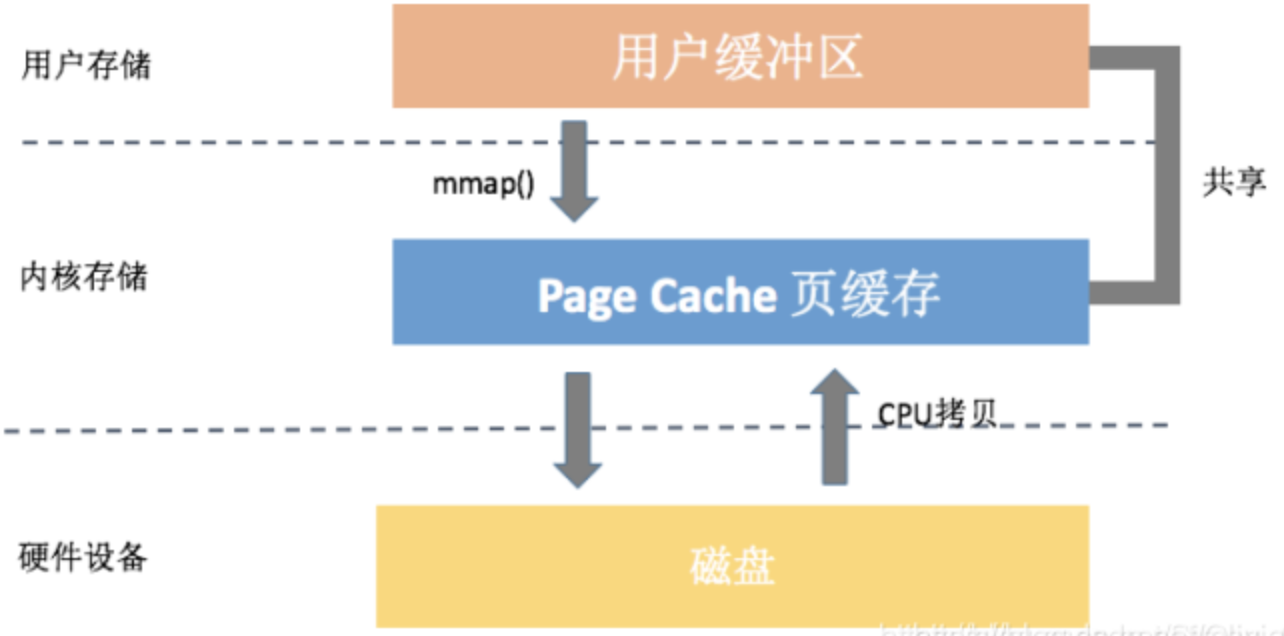 用户存储
用户缓冲区
mmap()
共享
内核存储
Page Cache 页缓存
CPU拷贝
硬件设备
磁盘